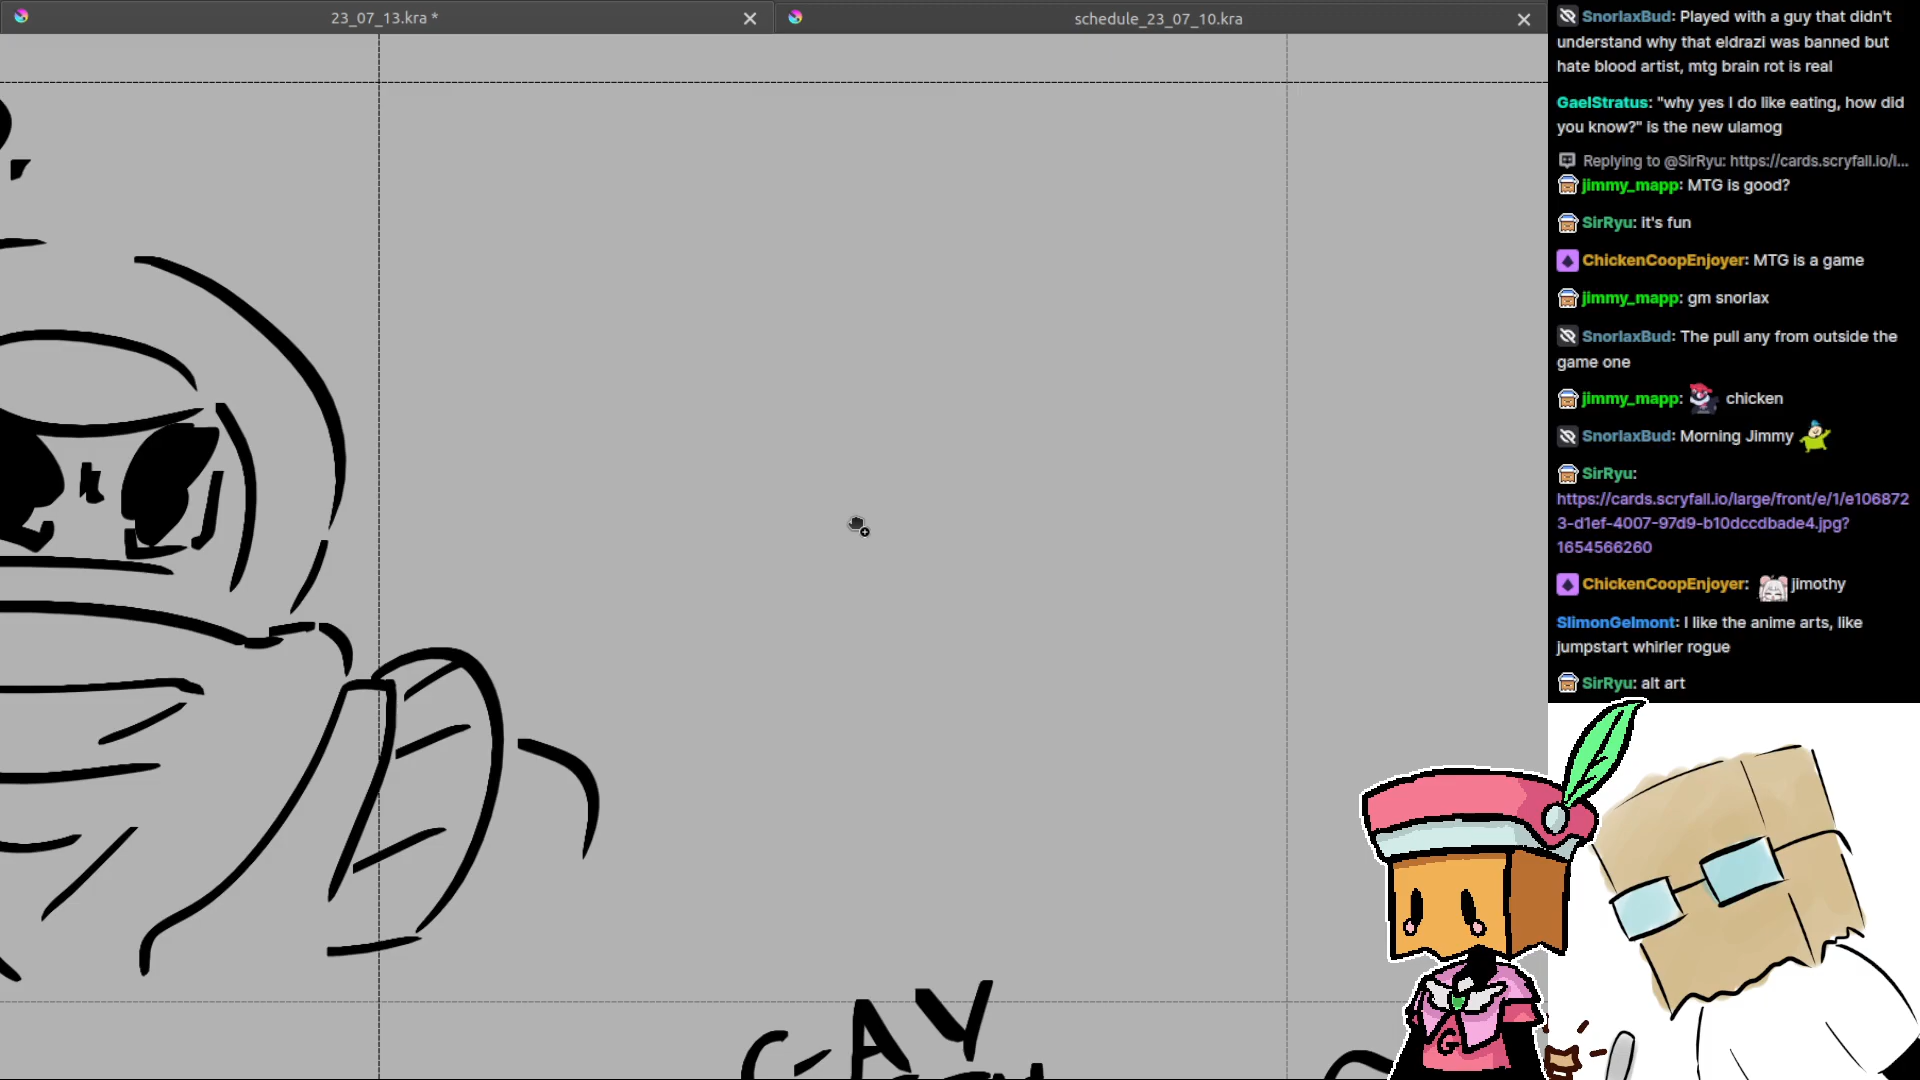 23_07_13.kra *
schedule_23_07_10.kra
SnorlaxBud: Played with a guy that didn't
understand why that eldrazi was banned but
hate blood artist, mtg brain rot is real
GaelStratus: "why yes I do like eating, how did
you know?" is the new ulamog
Replying to @SirRyu: https://cards.scryfall.io/l...
jimmy_mapp: MTG is good?
SirRyu: it's fun
ChickenCoopEnjoyer: MTG is a game
jimmy_mapp: gm snorlax
SnorlaxBud: The pull any from outside the
game one
jimmy_mapp: chicken
SnorlaxBud: Morning Jimmy
SirRyu:
https://cards.scryfall.io/large/front/e/1/e106872
3-d1ef-4007-97d9-b10dccdbade4.jpg?
1654566260
ChickenCoopEnjoyer: jimothy
SlimonGelmont: I like the anime arts, like
jumpstart whirler rogue
SirRyu: alt art
GAY
G